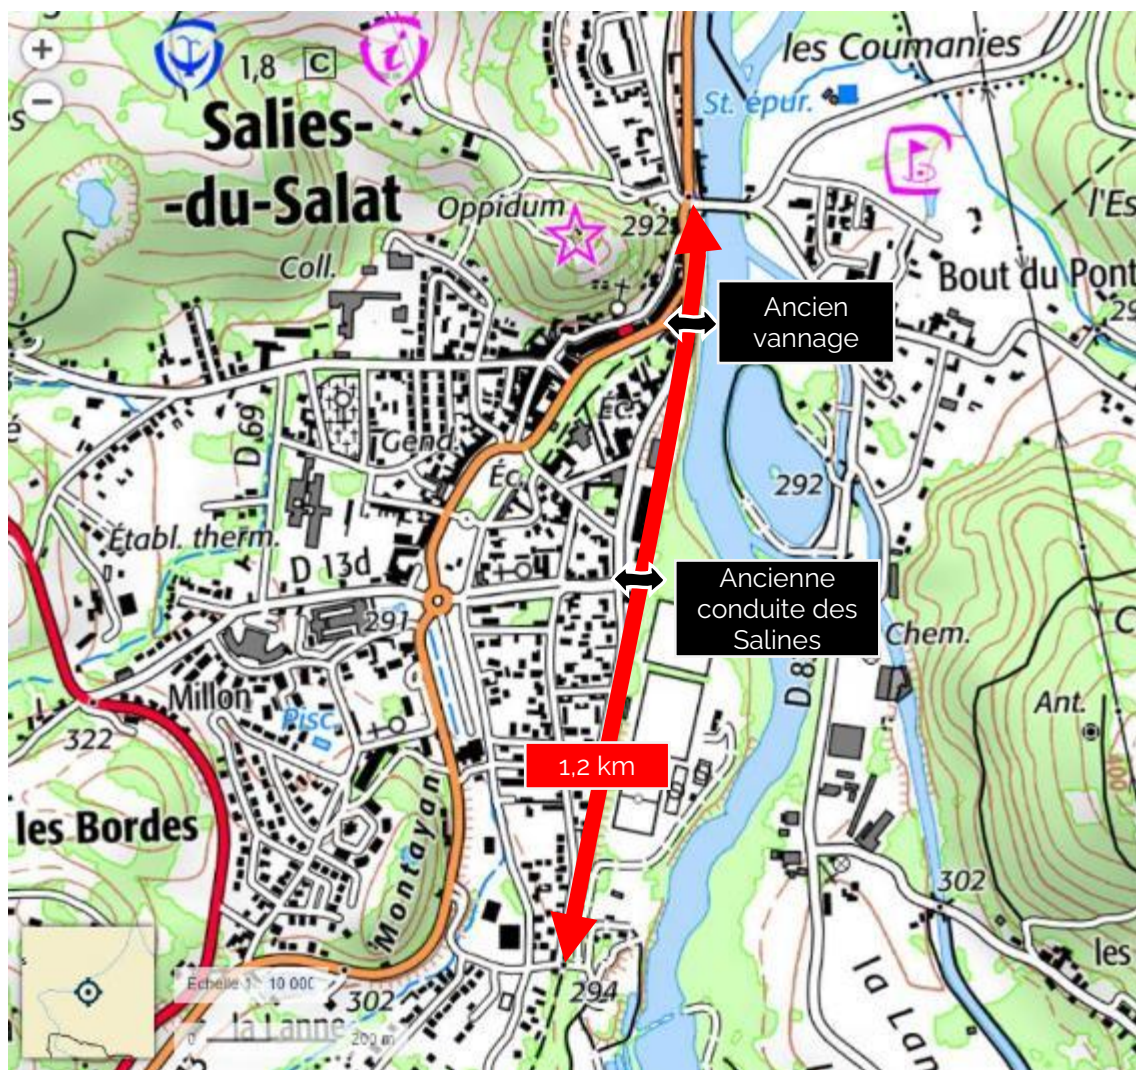 +
−
les Coumanies
1,8 C
St. épur.
Salies-
-du-Salat
Oppidum
292
Coll.
l'Es
Bout du Pont
Ancien
vannage
D 69
Gend.
Éc.
Éc.
292
Établ. therm.
D 13d
291
Ancienne
conduite des
Salines
Chem.
Millon
D 8
Ant.
C
Pisc.
322
1,2 km
400
les Bordes
Montayan
302
les
Echelle 1: 10 000
302
294
la Lanne
0
200 m
la Lan